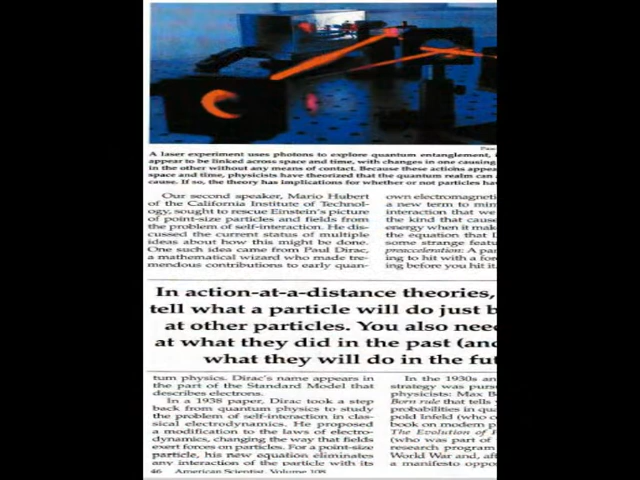 A laser experiment uses photons to explore quantum entanglement,
appear to be linked across space and time, with changes in one causing
in the other without any means of contact. Because these actions appea
space and time, physicists have theorized that the quantum realm can
cause. If so, the theory has implications for whether or not particles ha
Our second speaker, Mario Hubert
of the California Institute of Technol-
ogy, sought to rescue Einstein's picture
of point-size particles and fields from
the problem of self-interaction. He dis-
cussed the current status of multiple
ideas about how this might be done.
One such idea came from Paul Dirac,
a mathematical wizard who made tre-
mendous contributions to early quan-
own electromagneti
a new term to mim
interaction that we
the kind that cause
energy when it mak
the equation that D
some strange featu
preacceleration: A par
ing to hit with a for
ing before you hit it.
In action-at-a-distance theories,
tell what a particle will do just b
at other particles. You also nee
at what they did in the past (and
what they will do in the fut
tum physics. Dirac's name appears in
the part of the Standard Model that
describes electrons.
In a 1938 paper, Dirac took a step
back from quantum physics to study
the problem of self-interaction in clas-
sical electrodynamics. He proposed
a modification to the laws of electro-
dynamics, changing the way that fields
exert forces on particles. For a point-size
particle, his new equation eliminates
any interaction of the particle with its
In the 1930s an
strategy was purs
physicists: Max B
Born rule that tells
probabilities in qua
pold Infeld (who c
book on modern p
The Evolution of P
(who was part of
research program
World War and, aft
a manifesto oppo
46 American Scientist, Volume 108